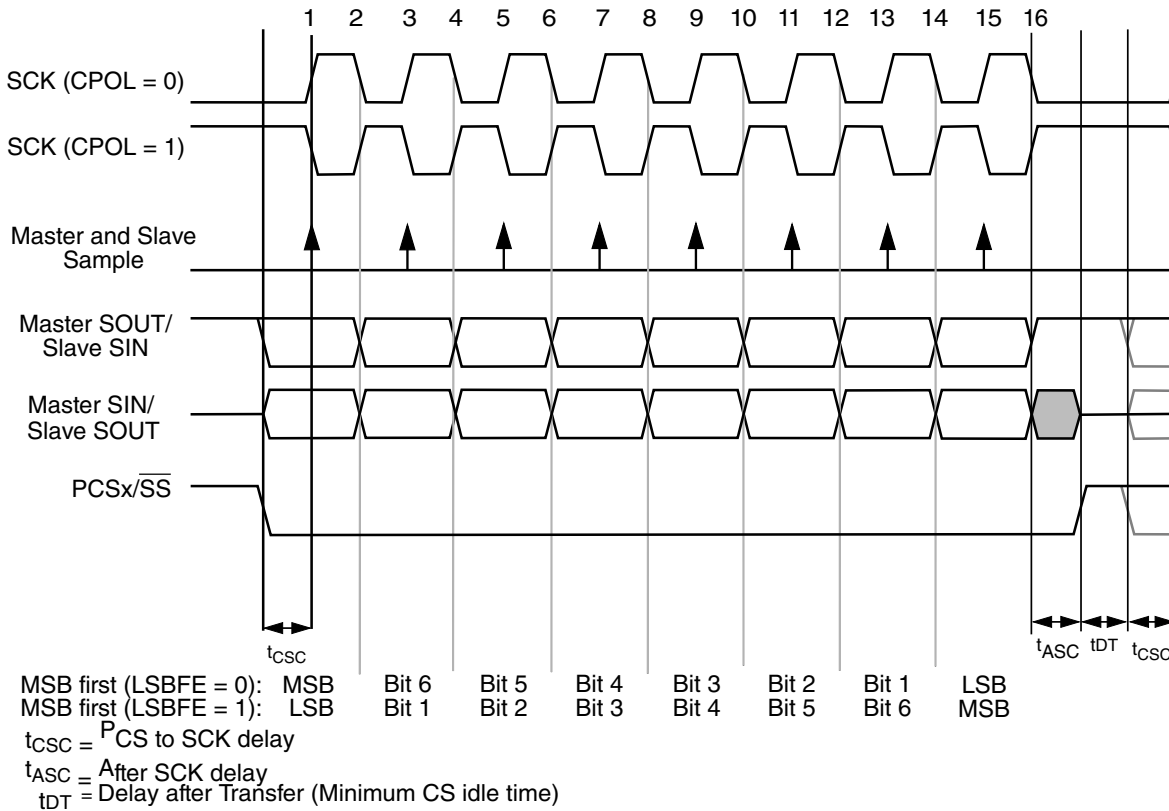 1 2 3 4 5 6 7 8 9 10 11 12 13 14 15 16
SCK (CPOL = 0)
SCK (CPOL = 1)
Master and Slave
Sample
Master SOUT/
Slave SIN
Master SIN/
Slave SOUT
PCSx/SS
tCSC tASC tDT tCSC
MSB first (LSBFE = 0): MSB Bit 6 Bit 5 Bit 4 Bit 3 Bit 2 Bit 1 LSB
MSB first (LSBFE = 1): LSB Bit 1 Bit 2 Bit 3 Bit 4 Bit 5 Bit 6 MSB
tCSC = PCS to SCK delay
tASC = After SCK delay
tDT = Delay after Transfer (Minimum CS idle time)